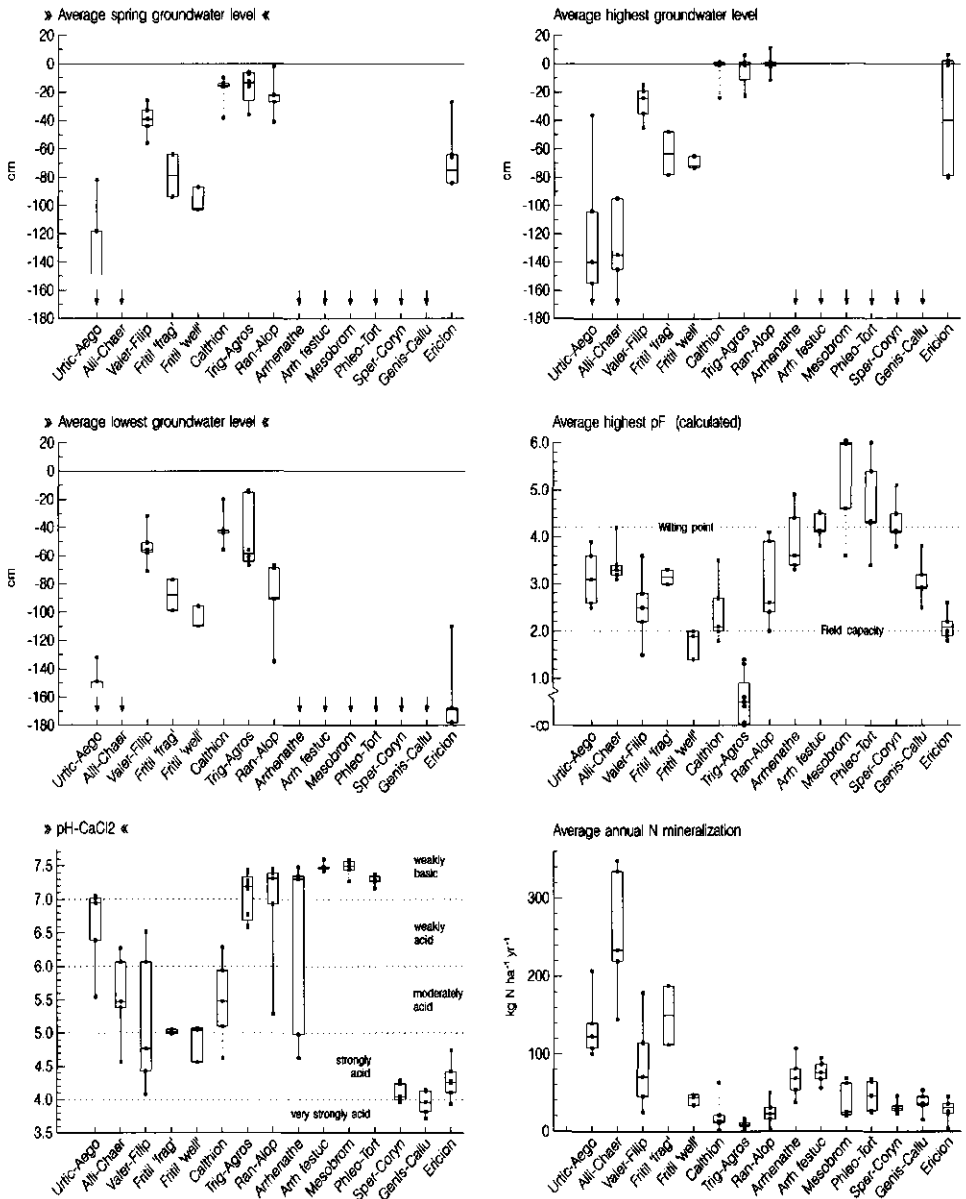 » Average spring groundwater level «
20
0
-20
-40
-60
-80
-100
-120
-140
-160
-180
cm
Urtic-Aego
Alli-Chaer
Valer-Filip
Fritil 'frag'
Fritil 'well'
Calthion
Trig-Agros
Ran-Alop
Arrhenathe
Arrh festuc
Mesobrom
Phleo-Tort
Sper-Coryn
Genis-Callu
Ericion
Average highest groundwater level
20
0
-20
-40
-60
-80
-100
-120
-140
-160
-180
cm
Urtic-Aego
Alli-Chaer
Valer-Filip
Fritil 'frag'
Fritil 'well'
Calthion
Trig-Agros
Ran-Alop
Arrhenathe
Arrh festuc
Mesobrom
Phleo-Tort
Sper-Coryn
Genis-Callu
Ericion
» Average lowest groundwater level «
20
0
-20
-40
-60
-80
-100
-120
-140
-160
-180
cm
Urtic-Aego
Alli-Chaer
Valer-Filip
Fritil 'frag'
Fritil 'well'
Calthion
Trig-Agros
Ran-Alop
Arrhenathe
Arrh festuc
Mesobrom
Phleo-Tort
Sper-Coryn
Genis-Callu
Ericion
Average highest pF (calculated)
6.0
5.0
4.0
3.0
2.0
1.0
-∞
Wilting point
Field capacity
Urtic-Aego
Alli-Chaer
Valer-Filip
Fritil 'frag'
Fritil 'well'
Calthion
Trig-Agros
Ran-Alop
Arrhenathe
Arrh festuc
Mesobrom
Phleo-Tort
Sper-Coryn
Genis-Callu
Ericion
» pH-CaCl2 «
7.5
7.0
6.5
6.0
5.5
5.0
4.5
4.0
3.5
weakly
basic
weakly
acid
moderately
acid
strongly
acid
very strongly acid
Urtic-Aego
Alli-Chaer
Valer-Filip
Fritil 'frag'
Fritil 'well'
Calthion
Trig-Agros
Ran-Alop
Arrhenathe
Arrh festuc
Mesobrom
Phleo-Tort
Sper-Coryn
Genis-Callu
Ericion
Average annual N mineralization
300
200
100
0
kg N ha⁻¹ yr⁻¹
Urtic-Aego
Alli-Chaer
Valer-Filip
Fritil 'frag'
Fritil 'well'
Calthion
Trig-Agros
Ran-Alop
Arrhenathe
Arrh festuc
Mesobrom
Phleo-Tort
Sper-Coryn
Genis-Callu
Ericion